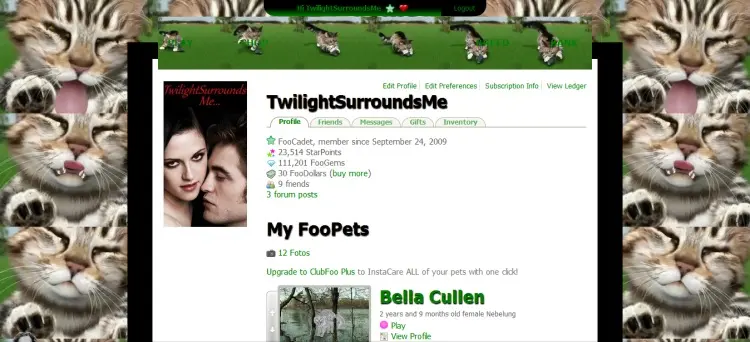 Hi TwilightSurroundsMe
Logout
Edit Profile | Edit Preferences | Subscription Info | View Ledger
TwilightSurroundsMe
TwilightSurrounds
Me...
Profile Friends Messages Gifts Inventory
FooCadet, member since September 24, 2009
23,514 StarPoints
111,201 FooGems
30 FooDollars (buy more)
9 friends
3 forum posts
My FooPets
12 Fotos
Upgrade to ClubFoo Plus to InstaCare ALL of your pets with one click!
Bella Cullen
2 years and 9 months old female Nebelung
Play
View Profile